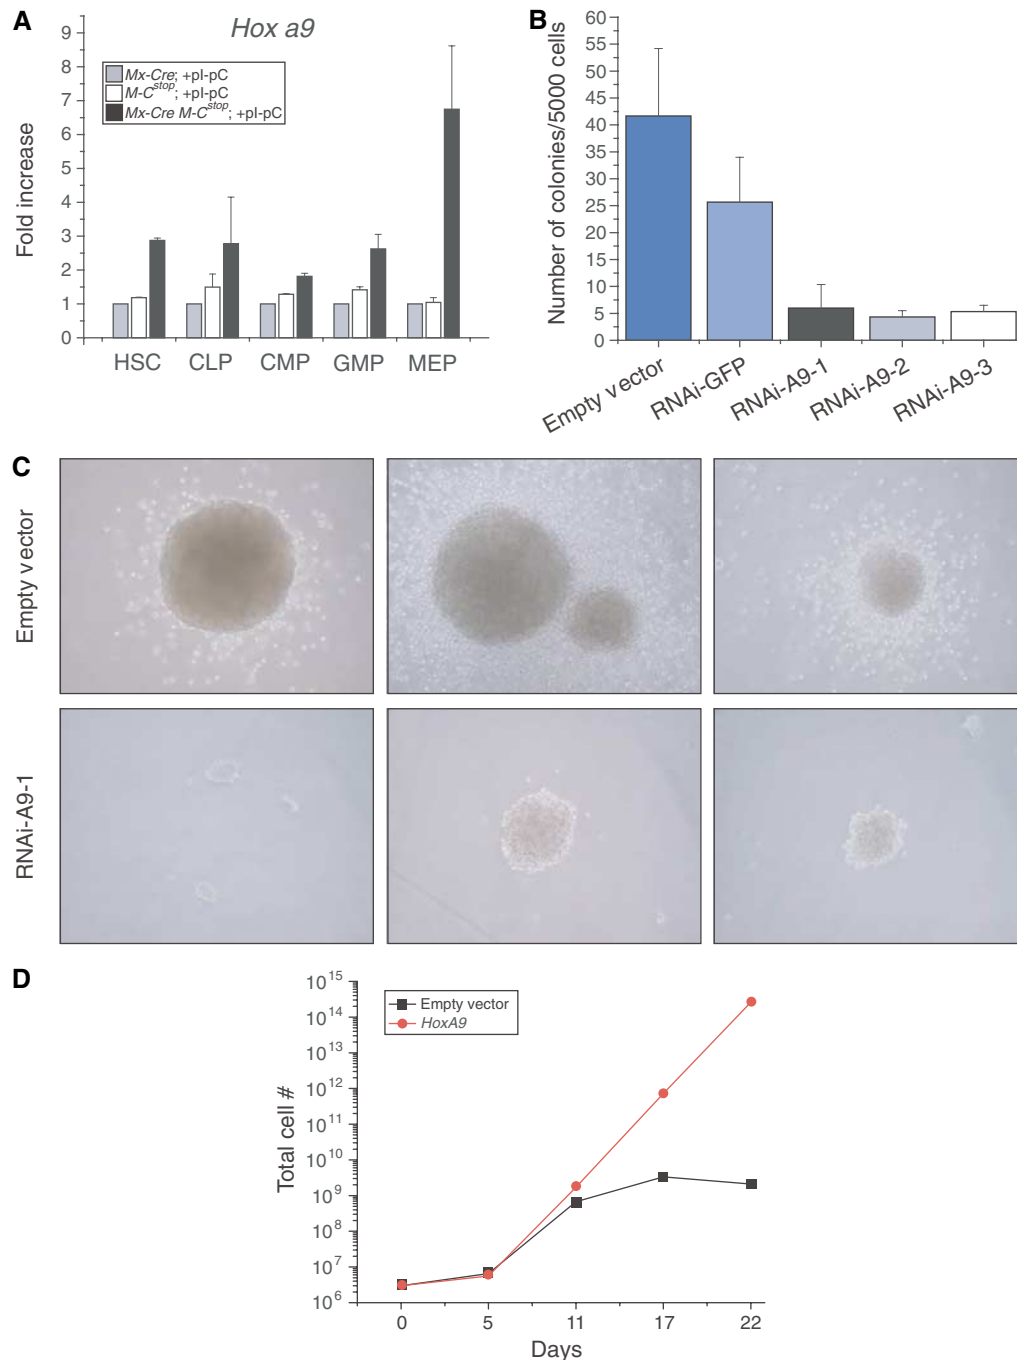 A
Hox a9
Fold increase
9
8
7
6
5
4
3
2
1
0
Mx-Cre; +pI-pC
M-Cstop; +pI-pC
Mx-Cre M-Cstop; +pI-pC
HSC CLP CMP GMP MEP
B
Number of colonies/5000 cells
60
55
50
45
40
35
30
25
20
15
10
5
0
Empty vector
RNAi-GFP
RNAi-A9-1
RNAi-A9-2
RNAi-A9-3
C
Empty vector
RNAi-A9-1
D
Total cell #
10^15
10^14
10^13
10^12
10^11
10^10
10^9
10^8
10^7
10^6
Empty vector
HoxA9
0 5 11 17 22
Days